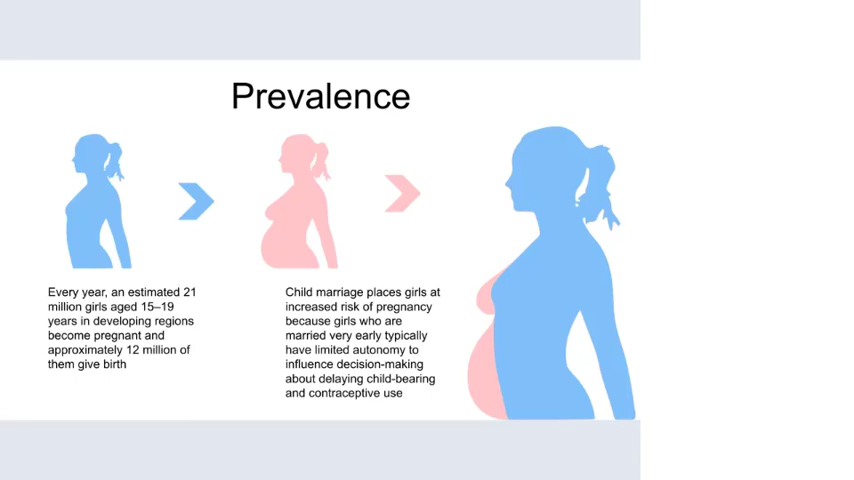 Prevalence
Every year, an estimated 21
million girls aged 15–19
years in developing regions
become pregnant and
approximately 12 million of
them give birth
Child marriage places girls at
increased risk of pregnancy
because girls who are
married very early typically
have limited autonomy to
influence decision-making
about delaying child-bearing
and contraceptive use